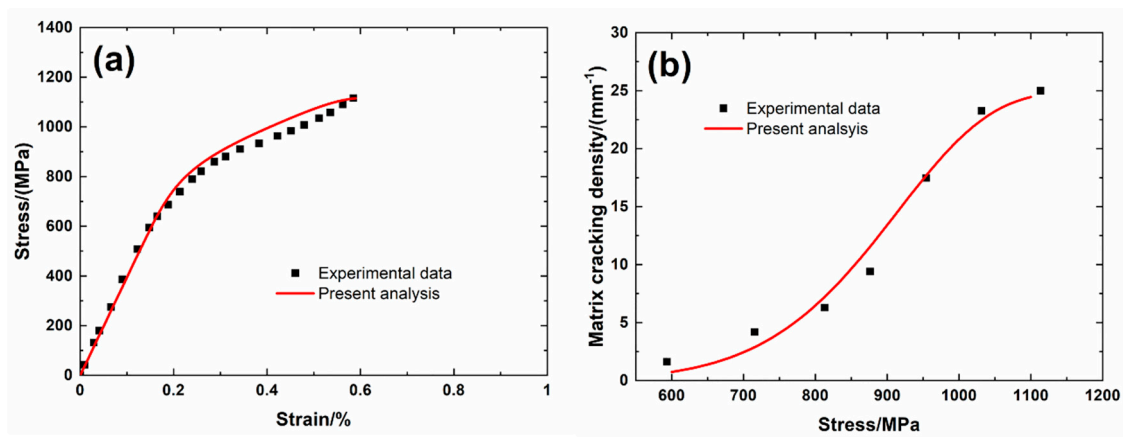 (a)
Stress/(MPa)
1400
1200
1000
800
600
400
200
0
Experimental data
Present analysis
0
0.2
0.4
0.6
0.8
1
Strain/%
(b)
Matrix cracking density/(mm-1)
30
25
20
15
10
5
0
Experimental data
Present analsyis
600
700
800
900
1000
1100
1200
Stress/MPa